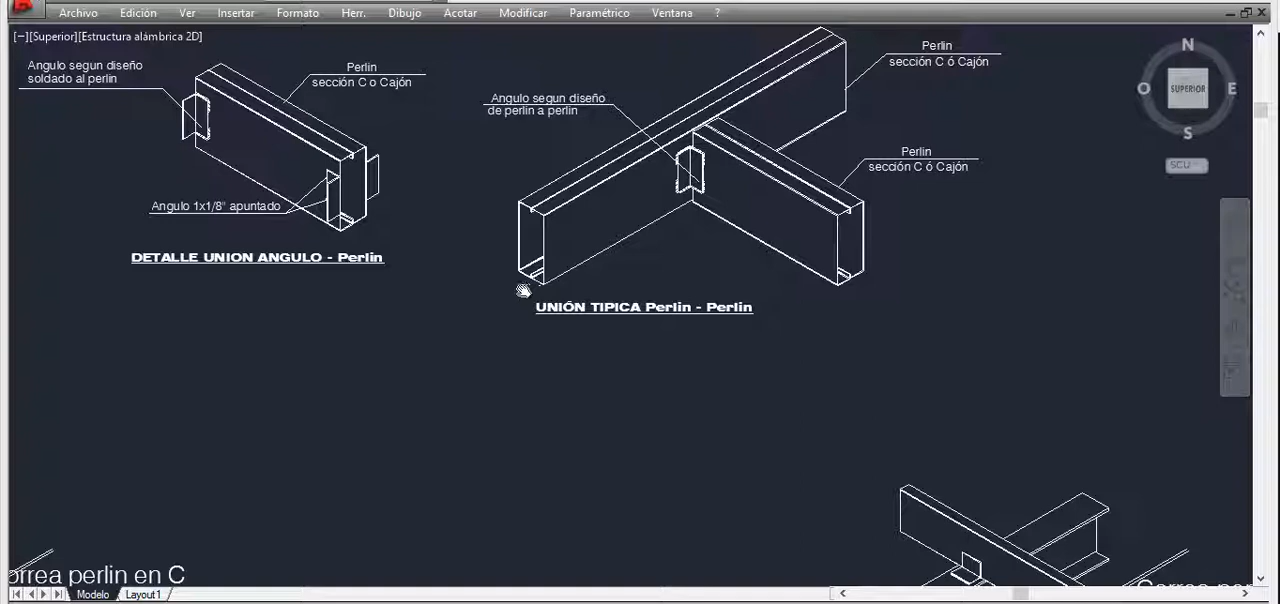 Archivo Edición Ver Insertar Formato Herr. Dibujo Acotar Modificar Paramétrico Ventana ?
[−][Superior][Estructura alámbrica 2D]
N
O SUPERIOR E
S
SCU
Angulo segun diseño
soldado al perlin
Perlin
sección C o Cajón
Angulo 1x1/8" apuntado
DETALLE UNION ANGULO - Perlin
Angulo segun diseño
de perlin a perlin
Perlin
sección C ó Cajón
Perlin
sección C ó Cajón
UNIÓN TIPICA Perlin - Perlin
orrea perlin en C
Modelo Layout1